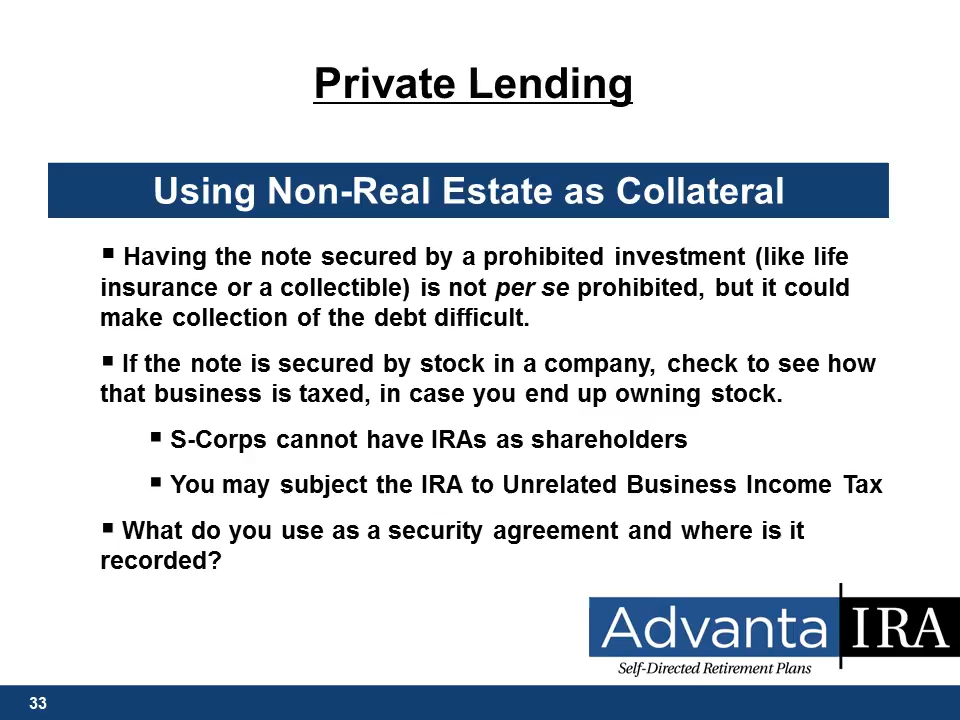 Private Lending
Using Non-Real Estate as Collateral
▪ Having the note secured by a prohibited investment (like life
insurance or a collectible) is not per se prohibited, but it could
make collection of the debt difficult.
▪ If the note is secured by stock in a company, check to see how
that business is taxed, in case you end up owning stock.
▪ S-Corps cannot have IRAs as shareholders
▪ You may subject the IRA to Unrelated Business Income Tax
▪ What do you use as a security agreement and where is it
recorded?
Advanta IRA
Self-Directed Retirement Plans
33